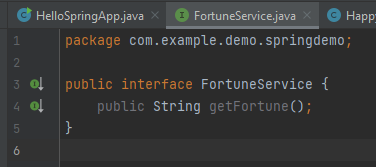 HelloSpringApp.java FortuneService.java Happy
1 package com.example.demo.springdemo;
2
3 public interface FortuneService {
4 public String getFortune();
5 }
6